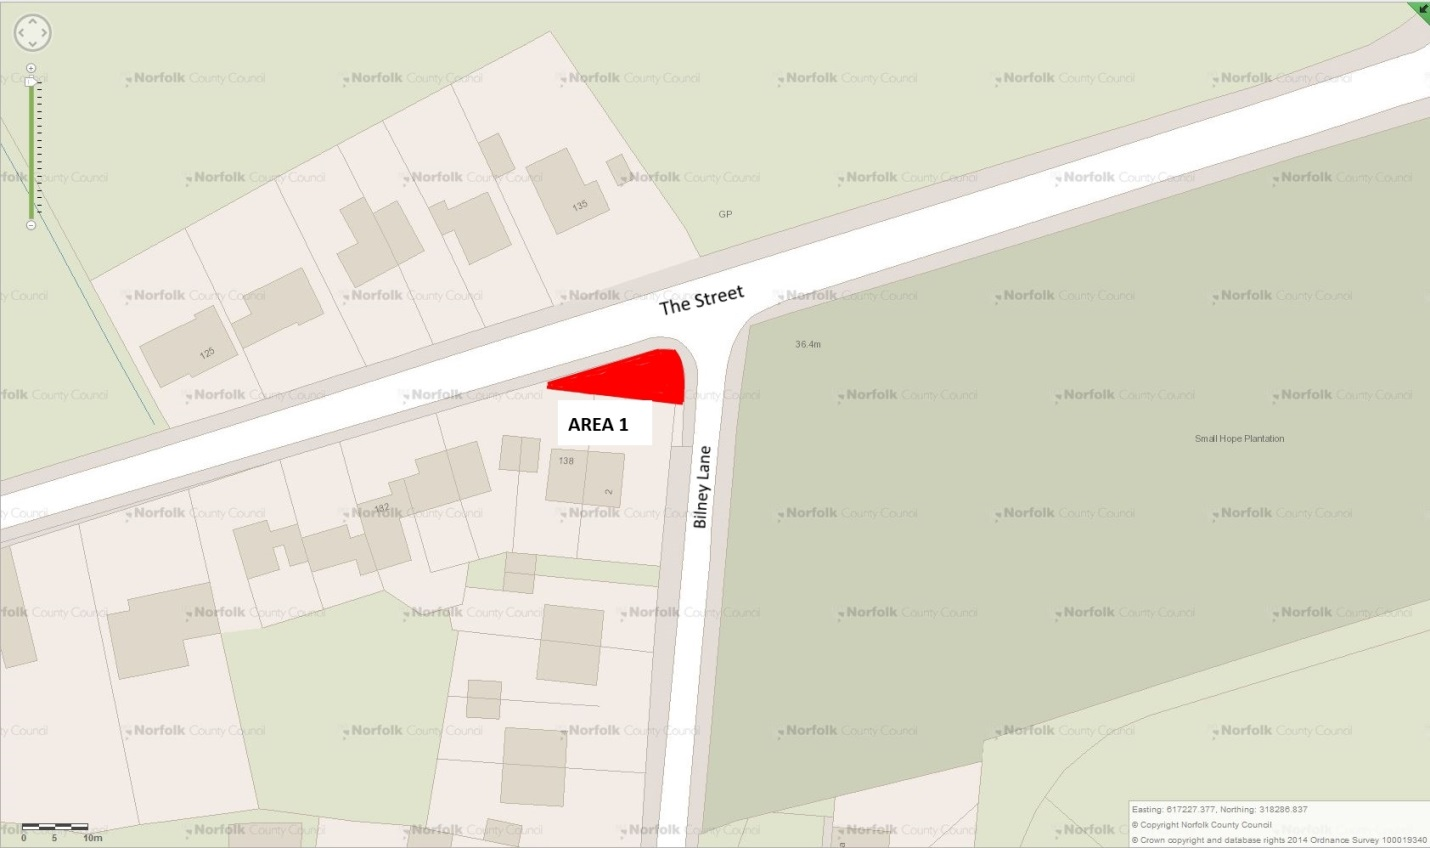 Norfolk County Council
135
GP
The Street
36.4m
125
AREA 1
Small Hope Plantation
138
2
Bilney Lane
142
Easting: 617227.377, Northing: 318286.837
© Copyright Norfolk County Council
© Crown copyright and database rights 2014 Ordnance Survey 100019340
0 5 10m